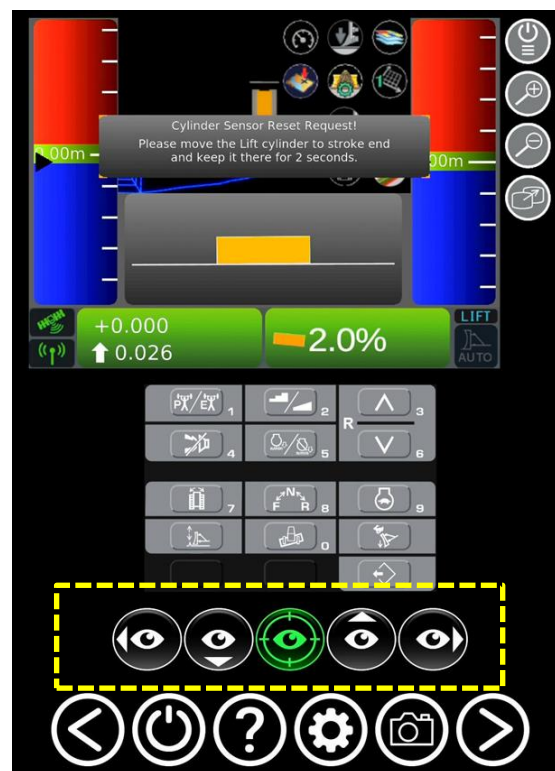 Cylinder Sensor Reset Request!
Please move the Lift cylinder to stroke end
and keep it there for 2 seconds.
0.00m
00m
+0.000
0.026
2.0%
LIFT
AUTO
P / E 1
2
3
R
4
5
6
7
N
F R 8
9
0
?